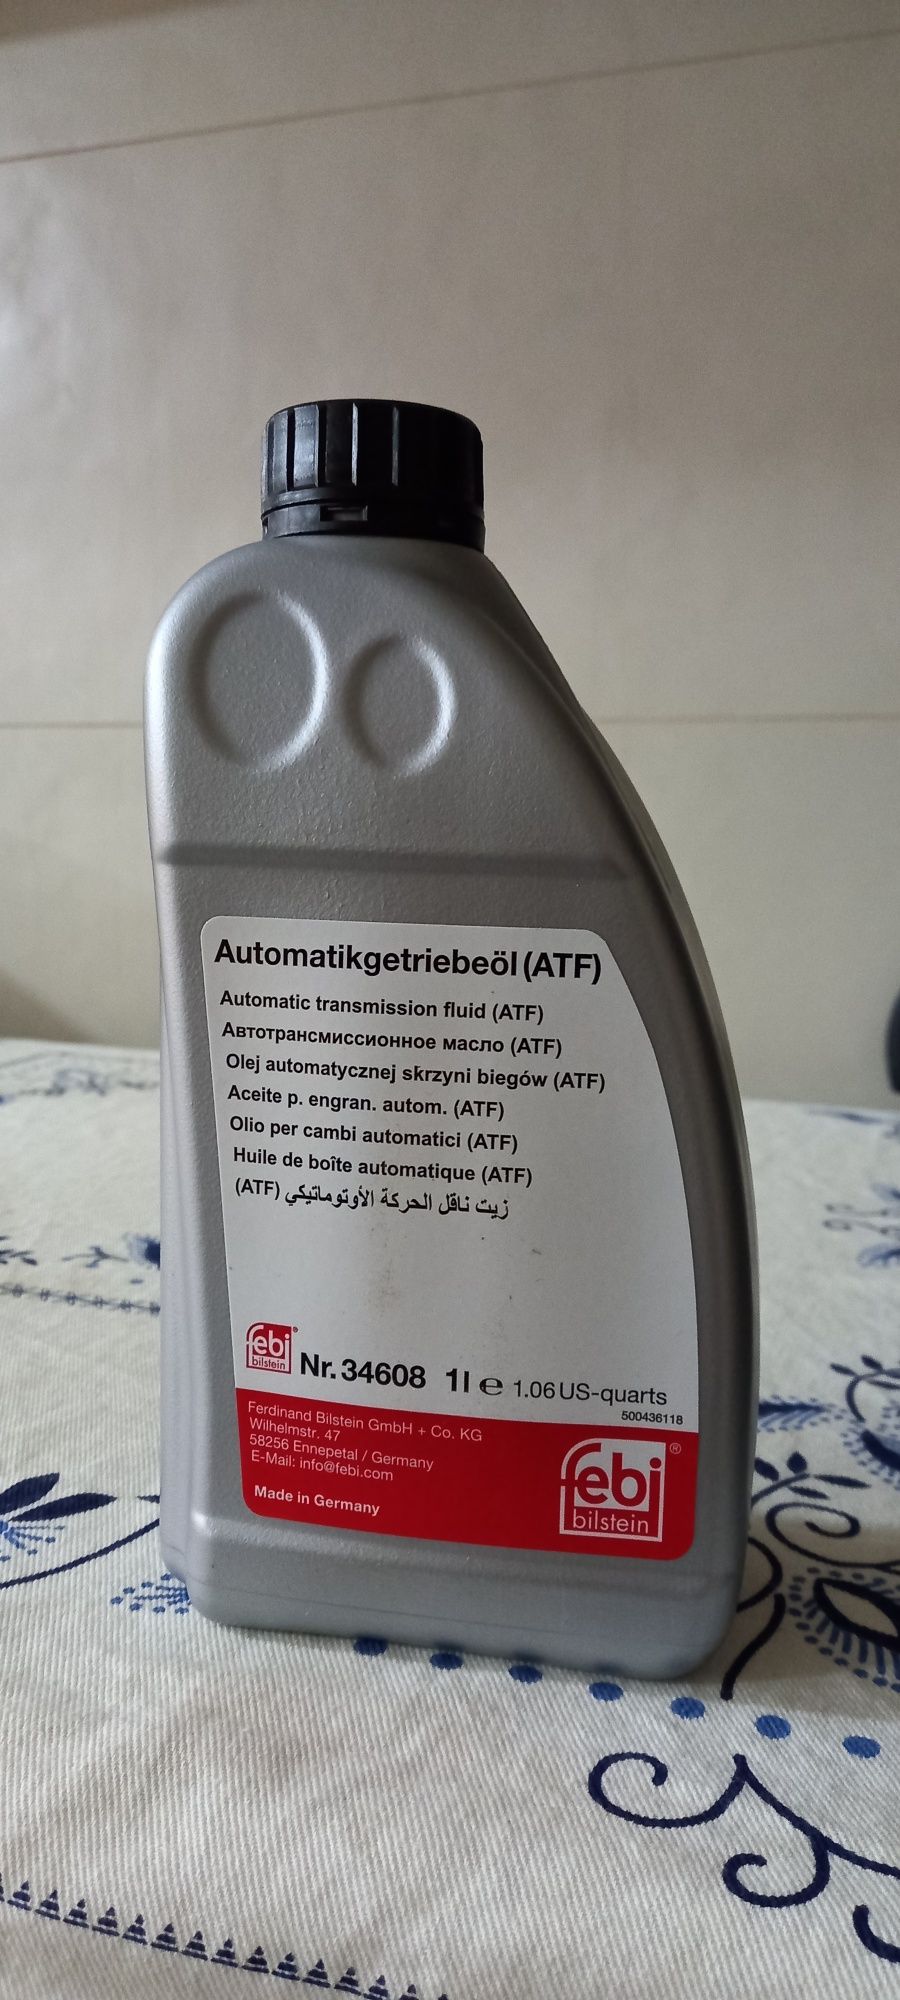 Automatikgetriebeöl (ATF)
Automatic transmission fluid (ATF)
Автотрансмиссионное масло (ATF)
Olej automatycznej skrzyni biegów (ATF)
Aceite p. engran. autom. (ATF)
Olio per cambi automatici (ATF)
Huile de boîte automatique (ATF)
زيت ناقل الحركة الأوتوماتيكي (ATF)
febi® bilstein Nr. 34608 1l e 1.06 US-quarts
500436118
Ferdinand Bilstein GmbH + Co. KG
Wilhelmstr. 47
58256 Ennepetal / Germany
E-Mail: info@febi.com
Made in Germany
febi®
bilstein